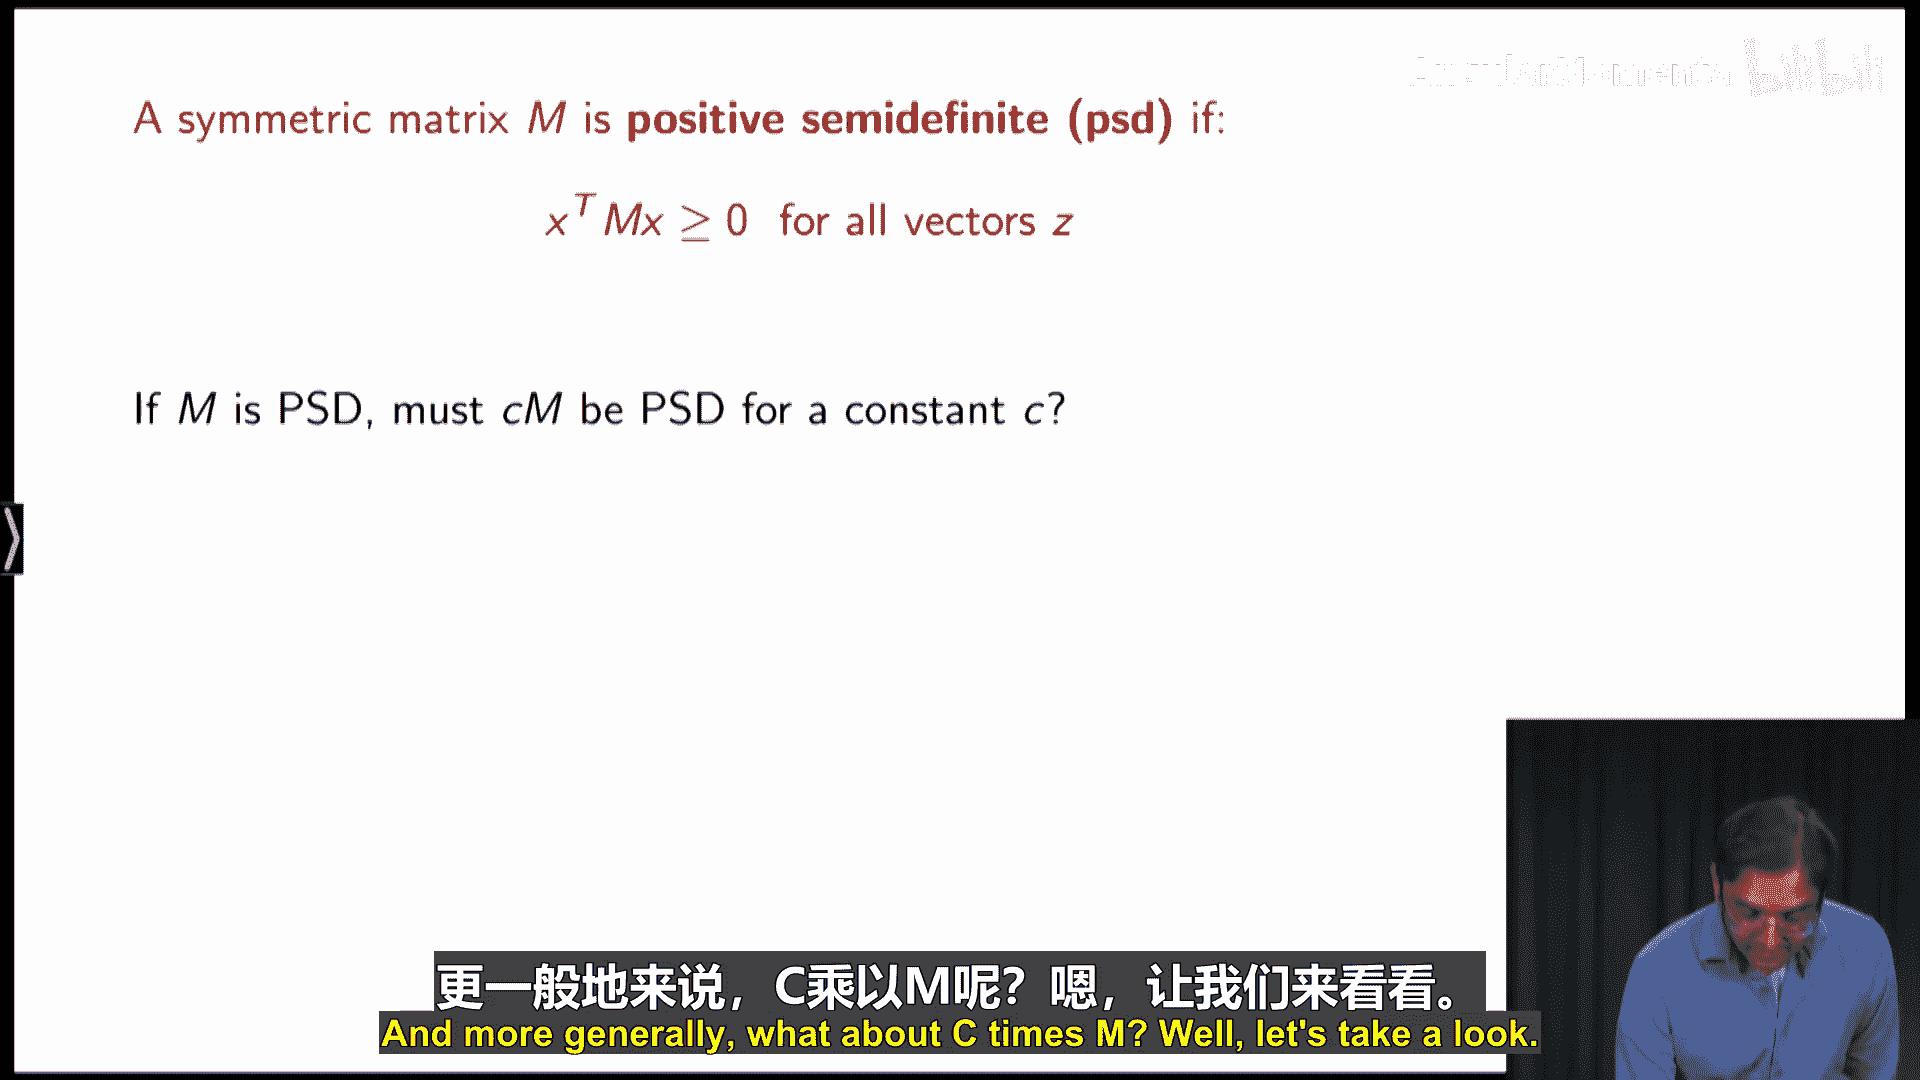 bilibili
A symmetric matrix M is positive semidefinite (psd) if:
x^T Mx ≥ 0 for all vectors z
If M is PSD, must cM be PSD for a constant c?
更一般地来说，C乘以M呢？嗯，让我们来看看。
And more generally, what about C times M? Well, let's take a look.